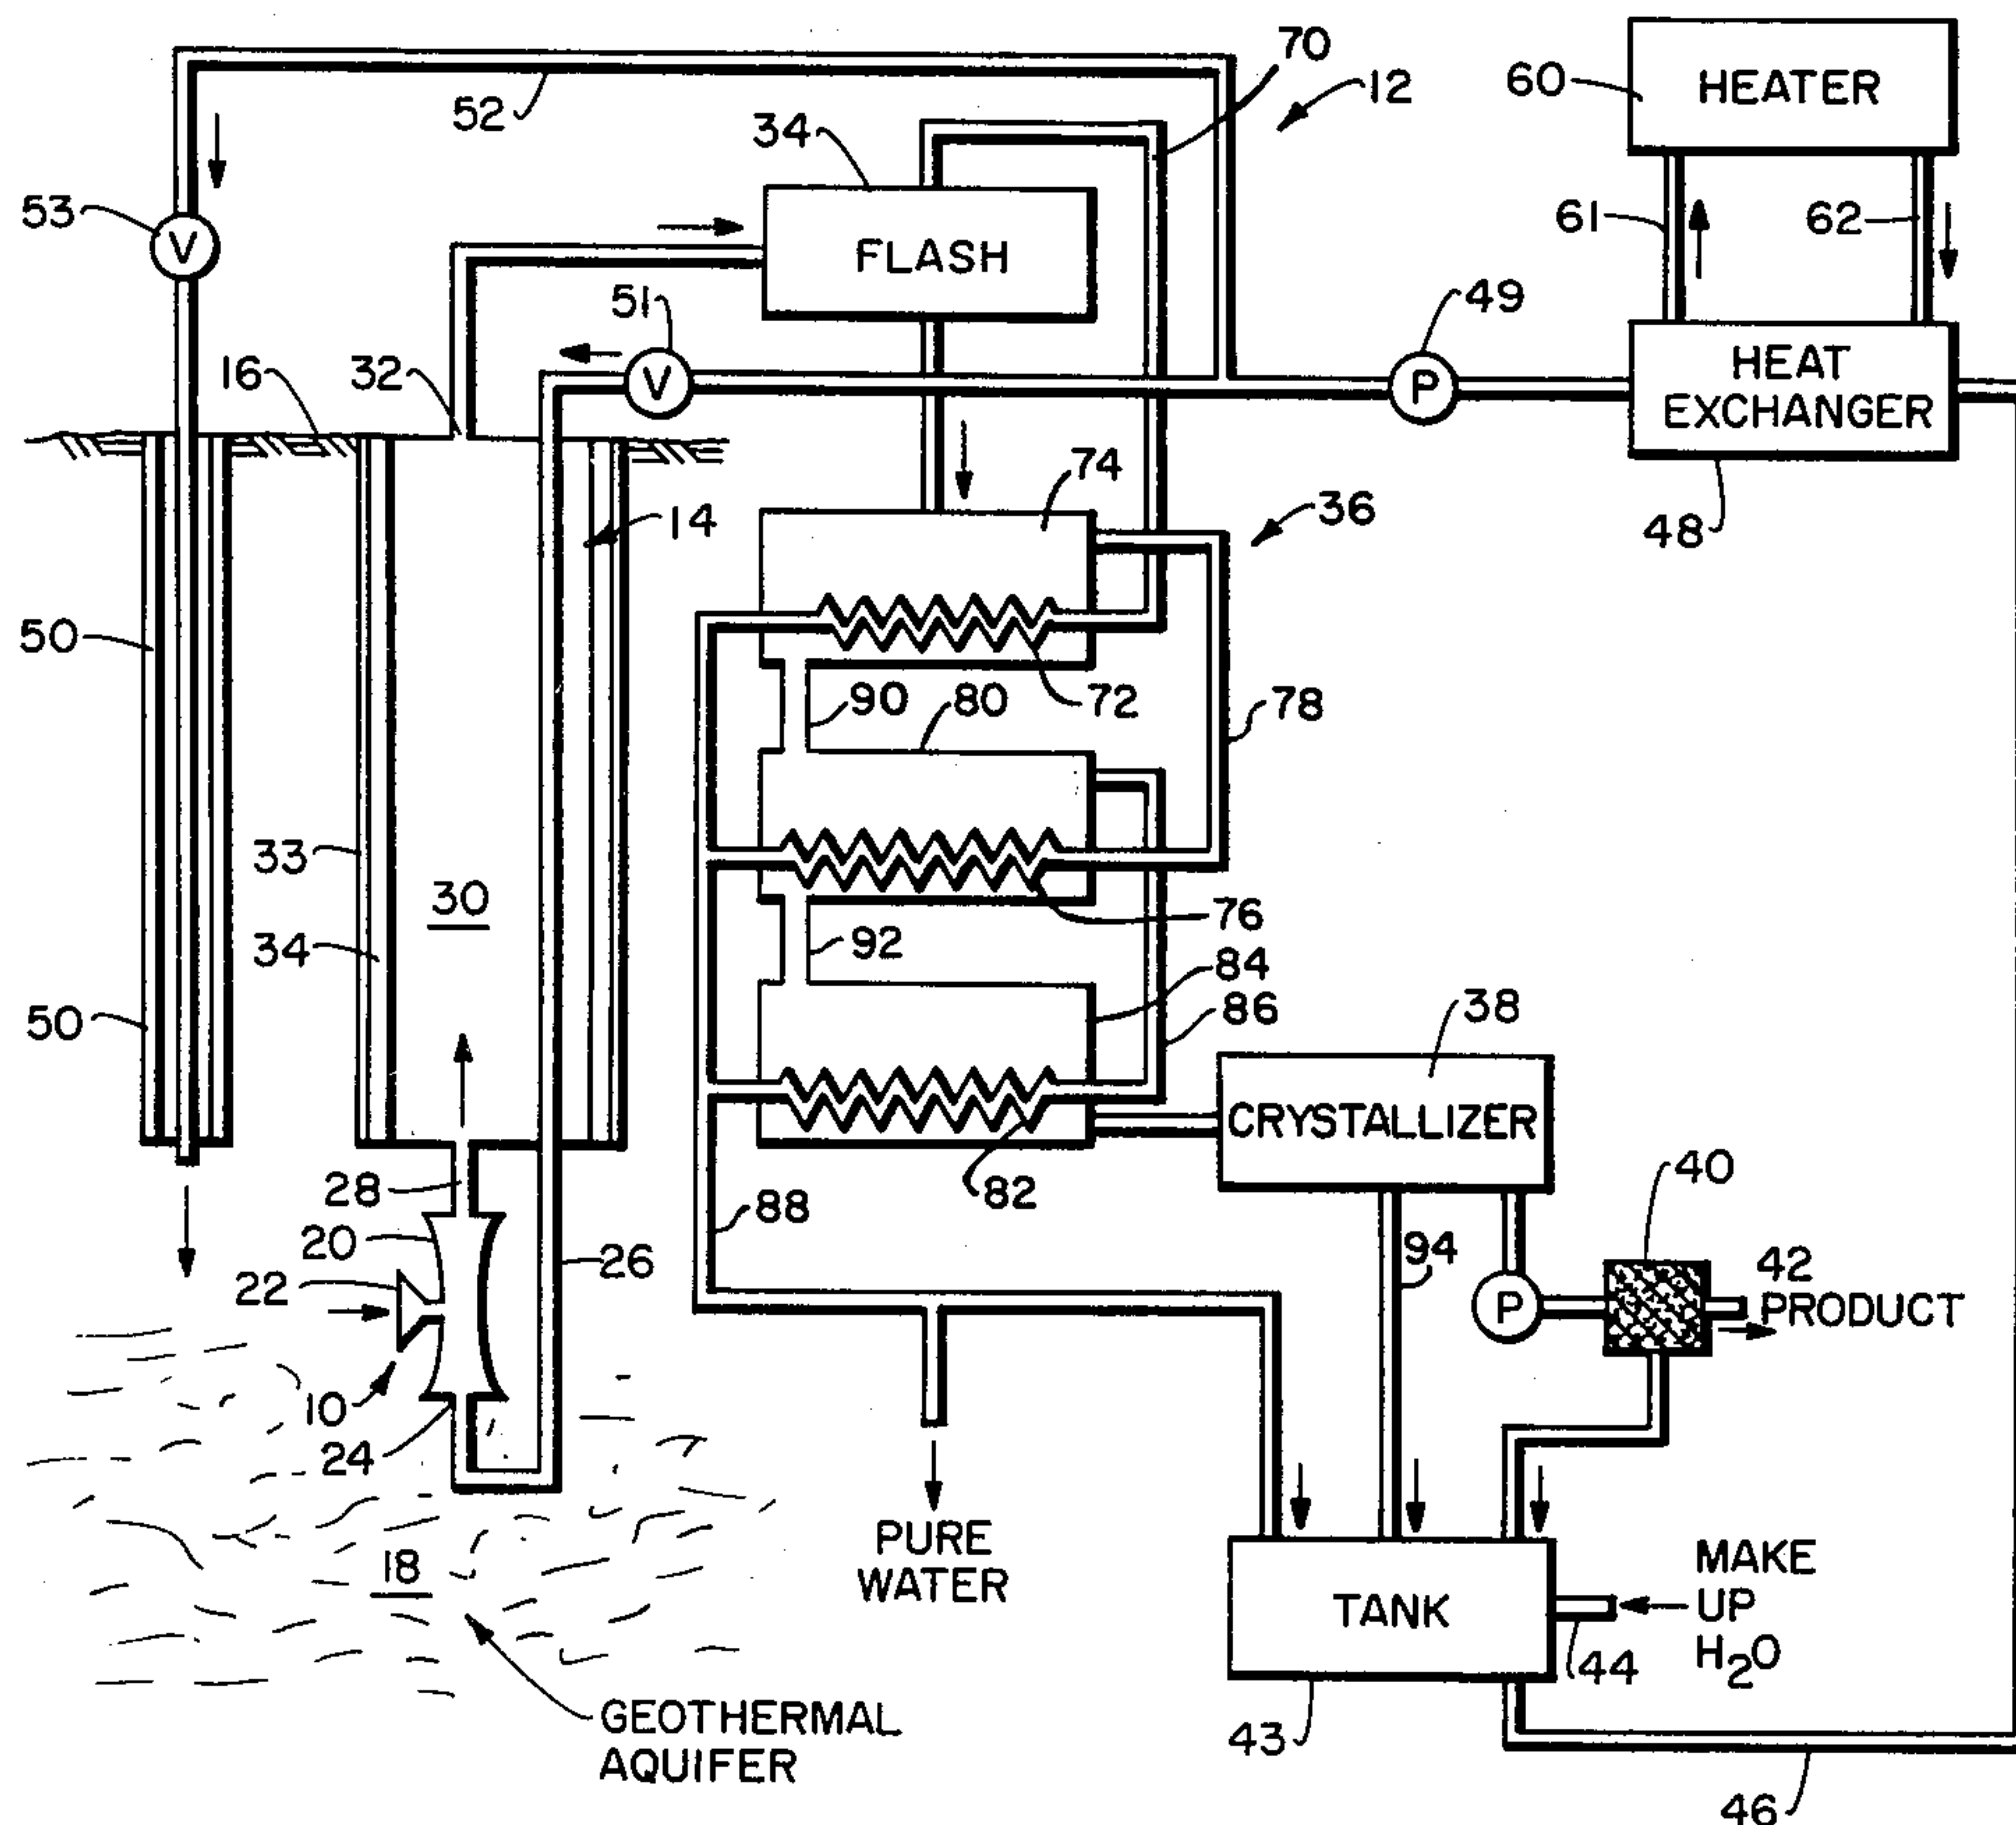 70
12
60
HEATER
52
34
53
V
FLASH
61
62
51
49
16
32
V
P
HEAT
EXCHANGER
14
74
36
48
50
72
78
90
80
33
30
76
34
92
84
86
38
50
CRYSTALLIZER
28
82
40
20
88
94
22
26
42
PRODUCT
P
10
24
PURE
WATER
18
TANK
MAKE
UP
H₂O
44
GEOTHERMAL
AQUIFER
43
46